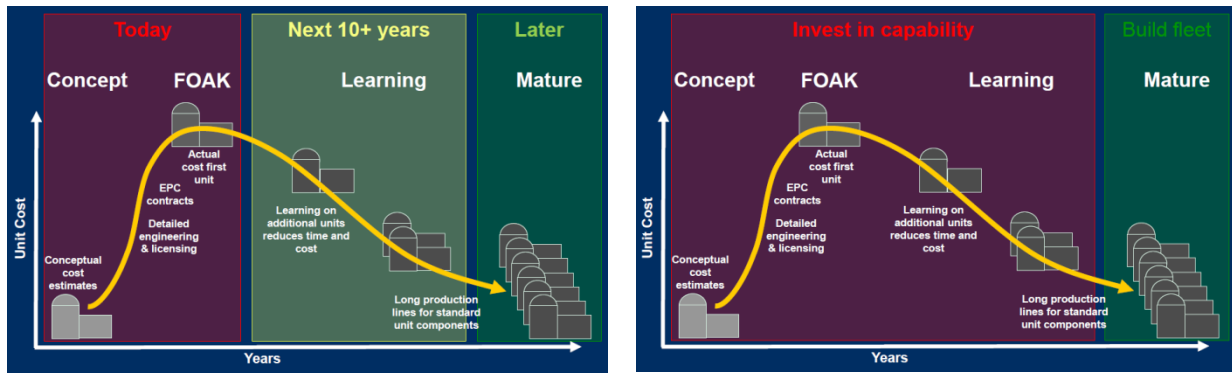 Today
Next 10+ years
Later
Concept
FOAK
Learning
Mature
Actual
cost first
unit
EPC
contracts
Detailed
engineering
& licensing
Conceptual
cost
estimates
Learning on
additional units
reduces time and
cost
Long production
lines for standard
unit components
Unit Cost
Years
Invest in capability
Build fleet
Concept
FOAK
Learning
Mature
Actual
cost first
unit
EPC
contracts
Detailed
engineering
& licensing
Conceptual
cost
estimates
Learning on
additional units
reduces time and
cost
Long production
lines for standard
unit components
Unit Cost
Years